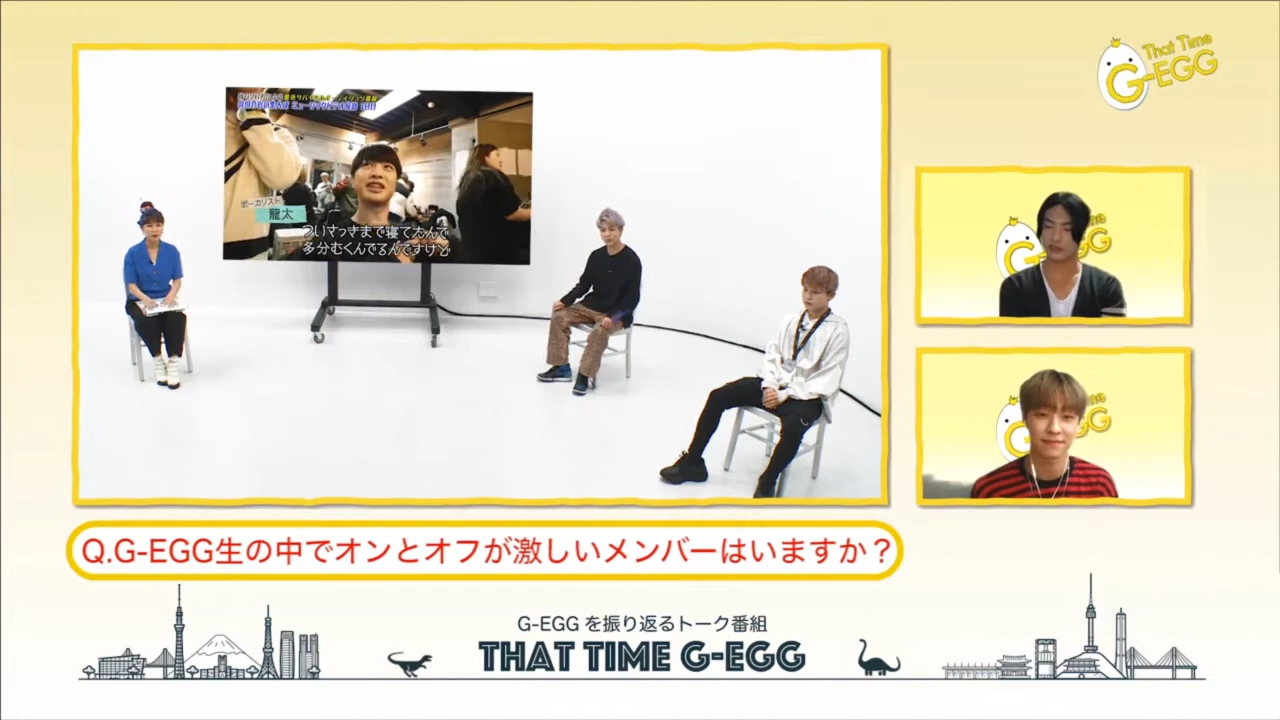 That Time
G-EGG
ボーカリスト
龍太
ついさっきまで寝てたんで
多分むくんでるんですけど
Q.G-EGG生の中でオンとオフが激しいメンバーはいますか？
G-EGG を振り返るトーク番組
THAT TIME G-EGG